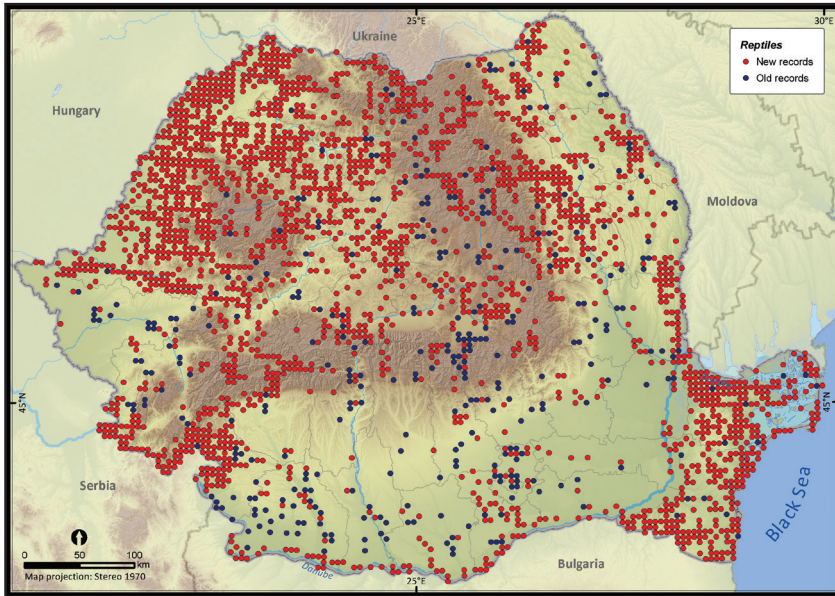 25°E
30°E
Ukraine
Reptiles
New records
Old records
Hungary
Moldova
45°N
45°N
Serbia
Black Sea
0 50 100
km
Map projection: Stereo 1970
Danube
Bulgaria
25°E
30°E